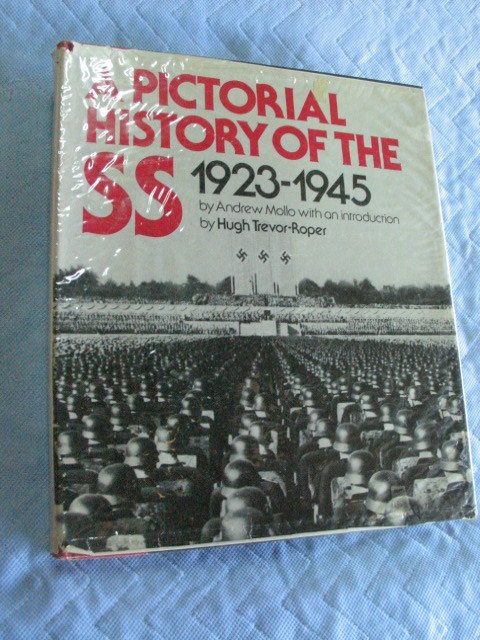 A PICTORIAL
HISTORY OF THE
SS 1923-1945
by Andrew Mollo with an introduction
by Hugh Trevor-Roper